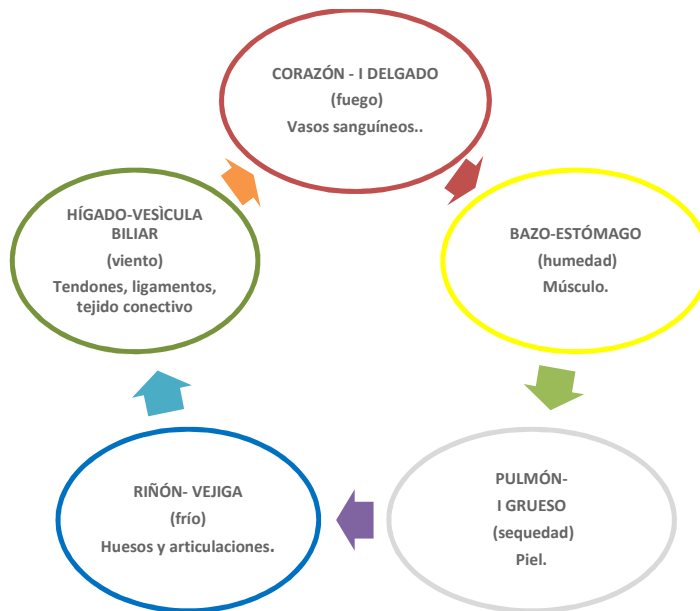 CORAZÓN - I DELGADO
(fuego)
Vasos sanguíneos..
HÍGADO-VESÌCULA
BILIAR
(viento)
Tendones, ligamentos,
tejido conectivo
BAZO-ESTÓMAGO
(humedad)
Músculo.
RIÑÓN- VEJIGA
(frío)
Huesos y articulaciones.
PULMÓN-
I GRUESO
(sequedad)
Piel.